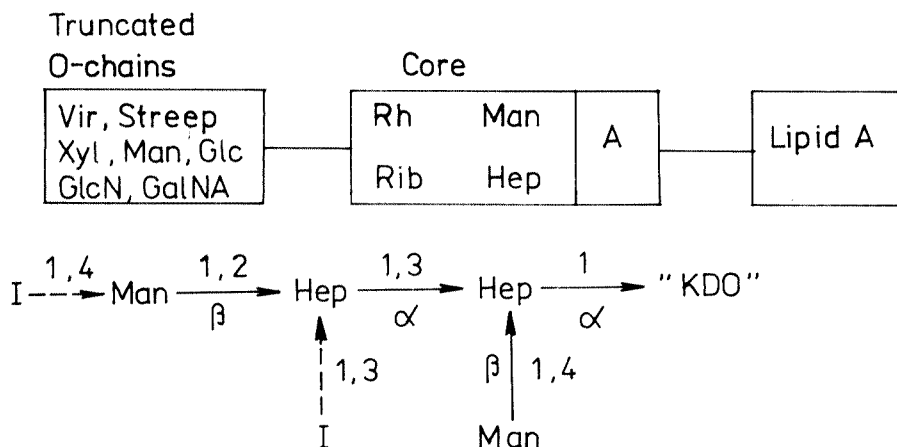 Truncated
O-chains
Core
Vir, Streep
Xyl, Man, Glc
GlcN, GalNA
Rh Man
Rib Hep
A
Lipid A
I 1,4 Man 1,2 β Hep 1,3 α Hep 1 α "KDO"
1,3
β 1,4
I
Man